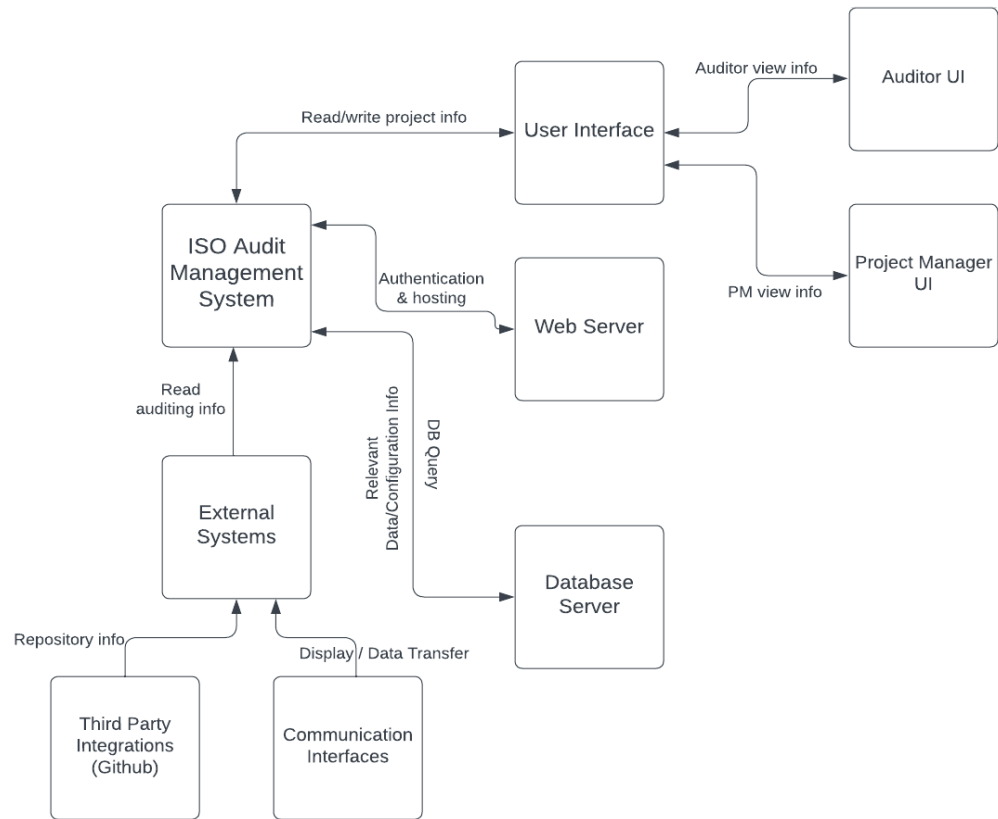 Auditor view info
Auditor UI
User Interface
Read/write project info
ISO Audit
Management
System
Project Manager
UI
PM view info
Authentication
& hosting
Web Server
Read
auditing info
Relevant
Data/Configuration Info
DB Query
External
Systems
Database
Server
Repository info
Display / Data Transfer
Third Party
Integrations
(Github)
Communication
Interfaces